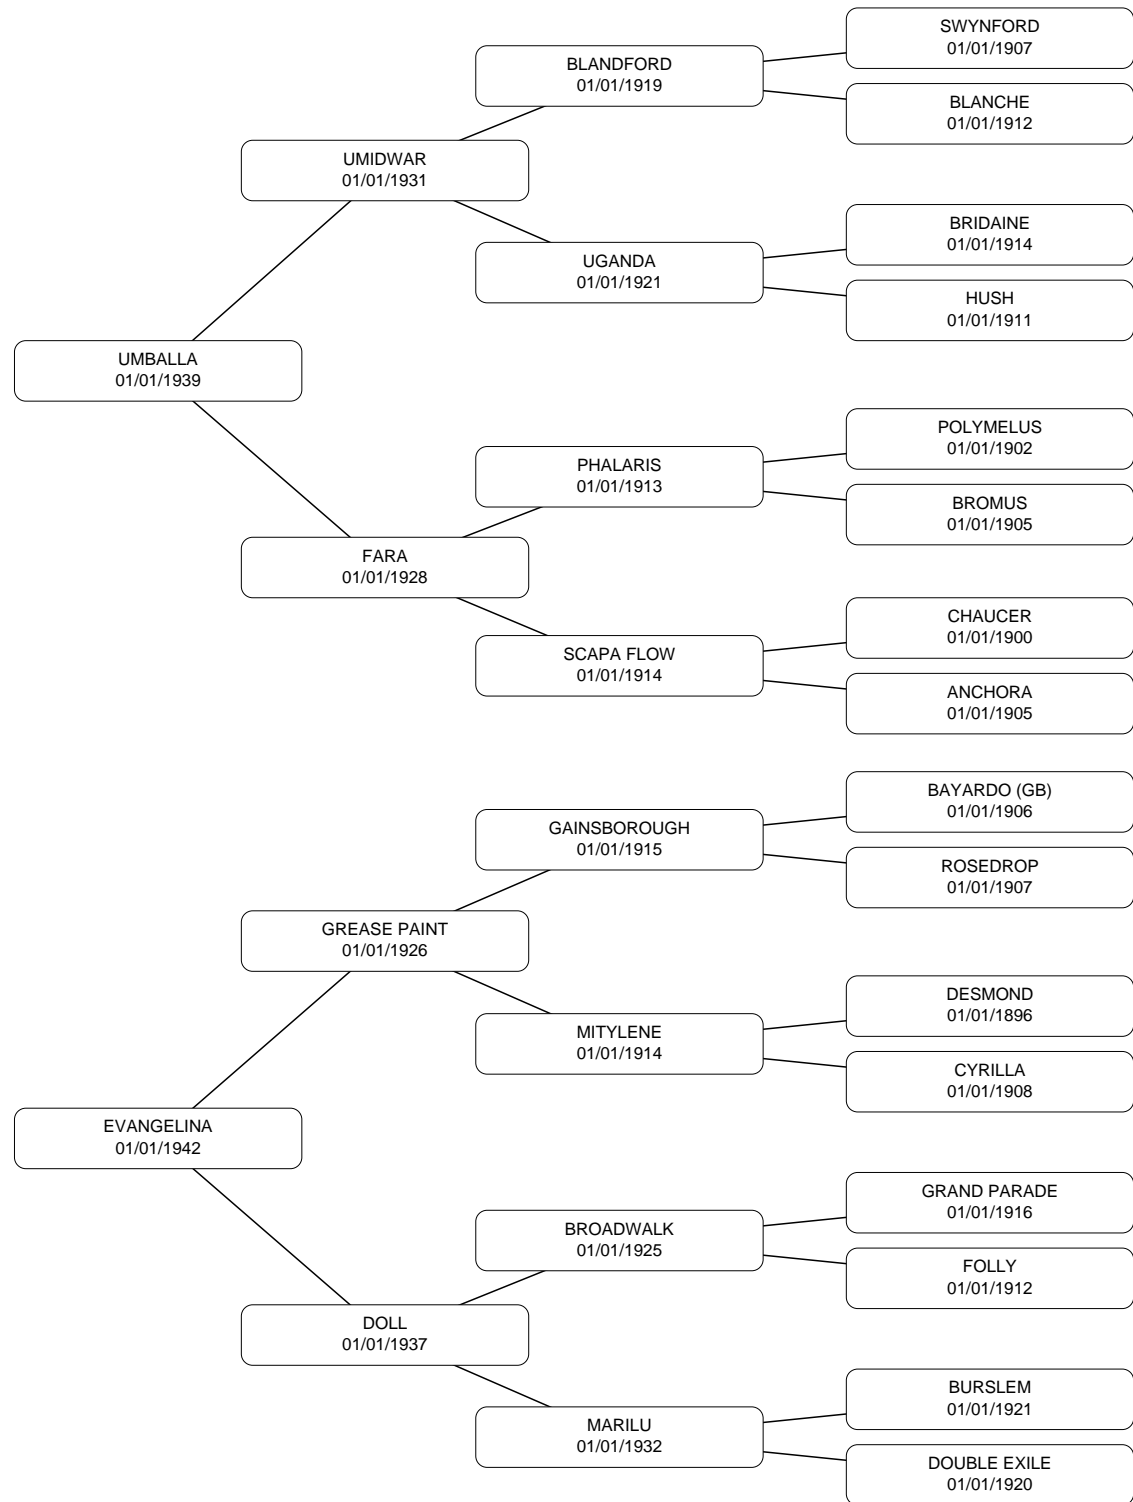 SWYNFORD
01/01/1907
BLANDFORD
01/01/1919
BLANCHE
01/01/1912
UMIDWAR
01/01/1931
BRIDAINE
01/01/1914
UGANDA
01/01/1921
HUSH
01/01/1911
UMBALLA
01/01/1939
POLYMELUS
01/01/1902
PHALARIS
01/01/1913
BROMUS
01/01/1905
FARA
01/01/1928
CHAUCER
01/01/1900
SCAPA FLOW
01/01/1914
ANCHORA
01/01/1905
BAYARDO (GB)
01/01/1906
GAINSBOROUGH
01/01/1915
ROSEDROP
01/01/1907
GREASE PAINT
01/01/1926
DESMOND
01/01/1896
MITYLENE
01/01/1914
CYRILLA
01/01/1908
EVANGELINA
01/01/1942
GRAND PARADE
01/01/1916
BROADWALK
01/01/1925
FOLLY
01/01/1912
DOLL
01/01/1937
BURSLEM
01/01/1921
MARILU
01/01/1932
DOUBLE EXILE
01/01/1920